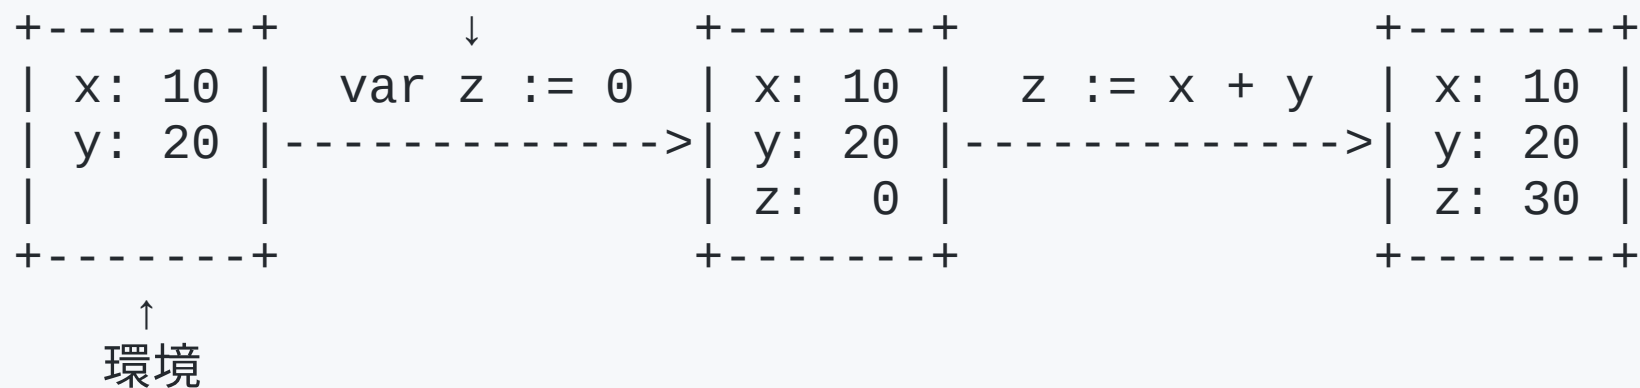 +-------+      ↓       +-------+              +-------+
| x: 10 |  var z := 0  | x: 10 |  z := x + y  | x: 10 |
| y: 20 |------------->| y: 20 |------------->| y: 20 |
|       |              | z:  0 |              | z: 30 |
+-------+              +-------+              +-------+
    ↑
   環境